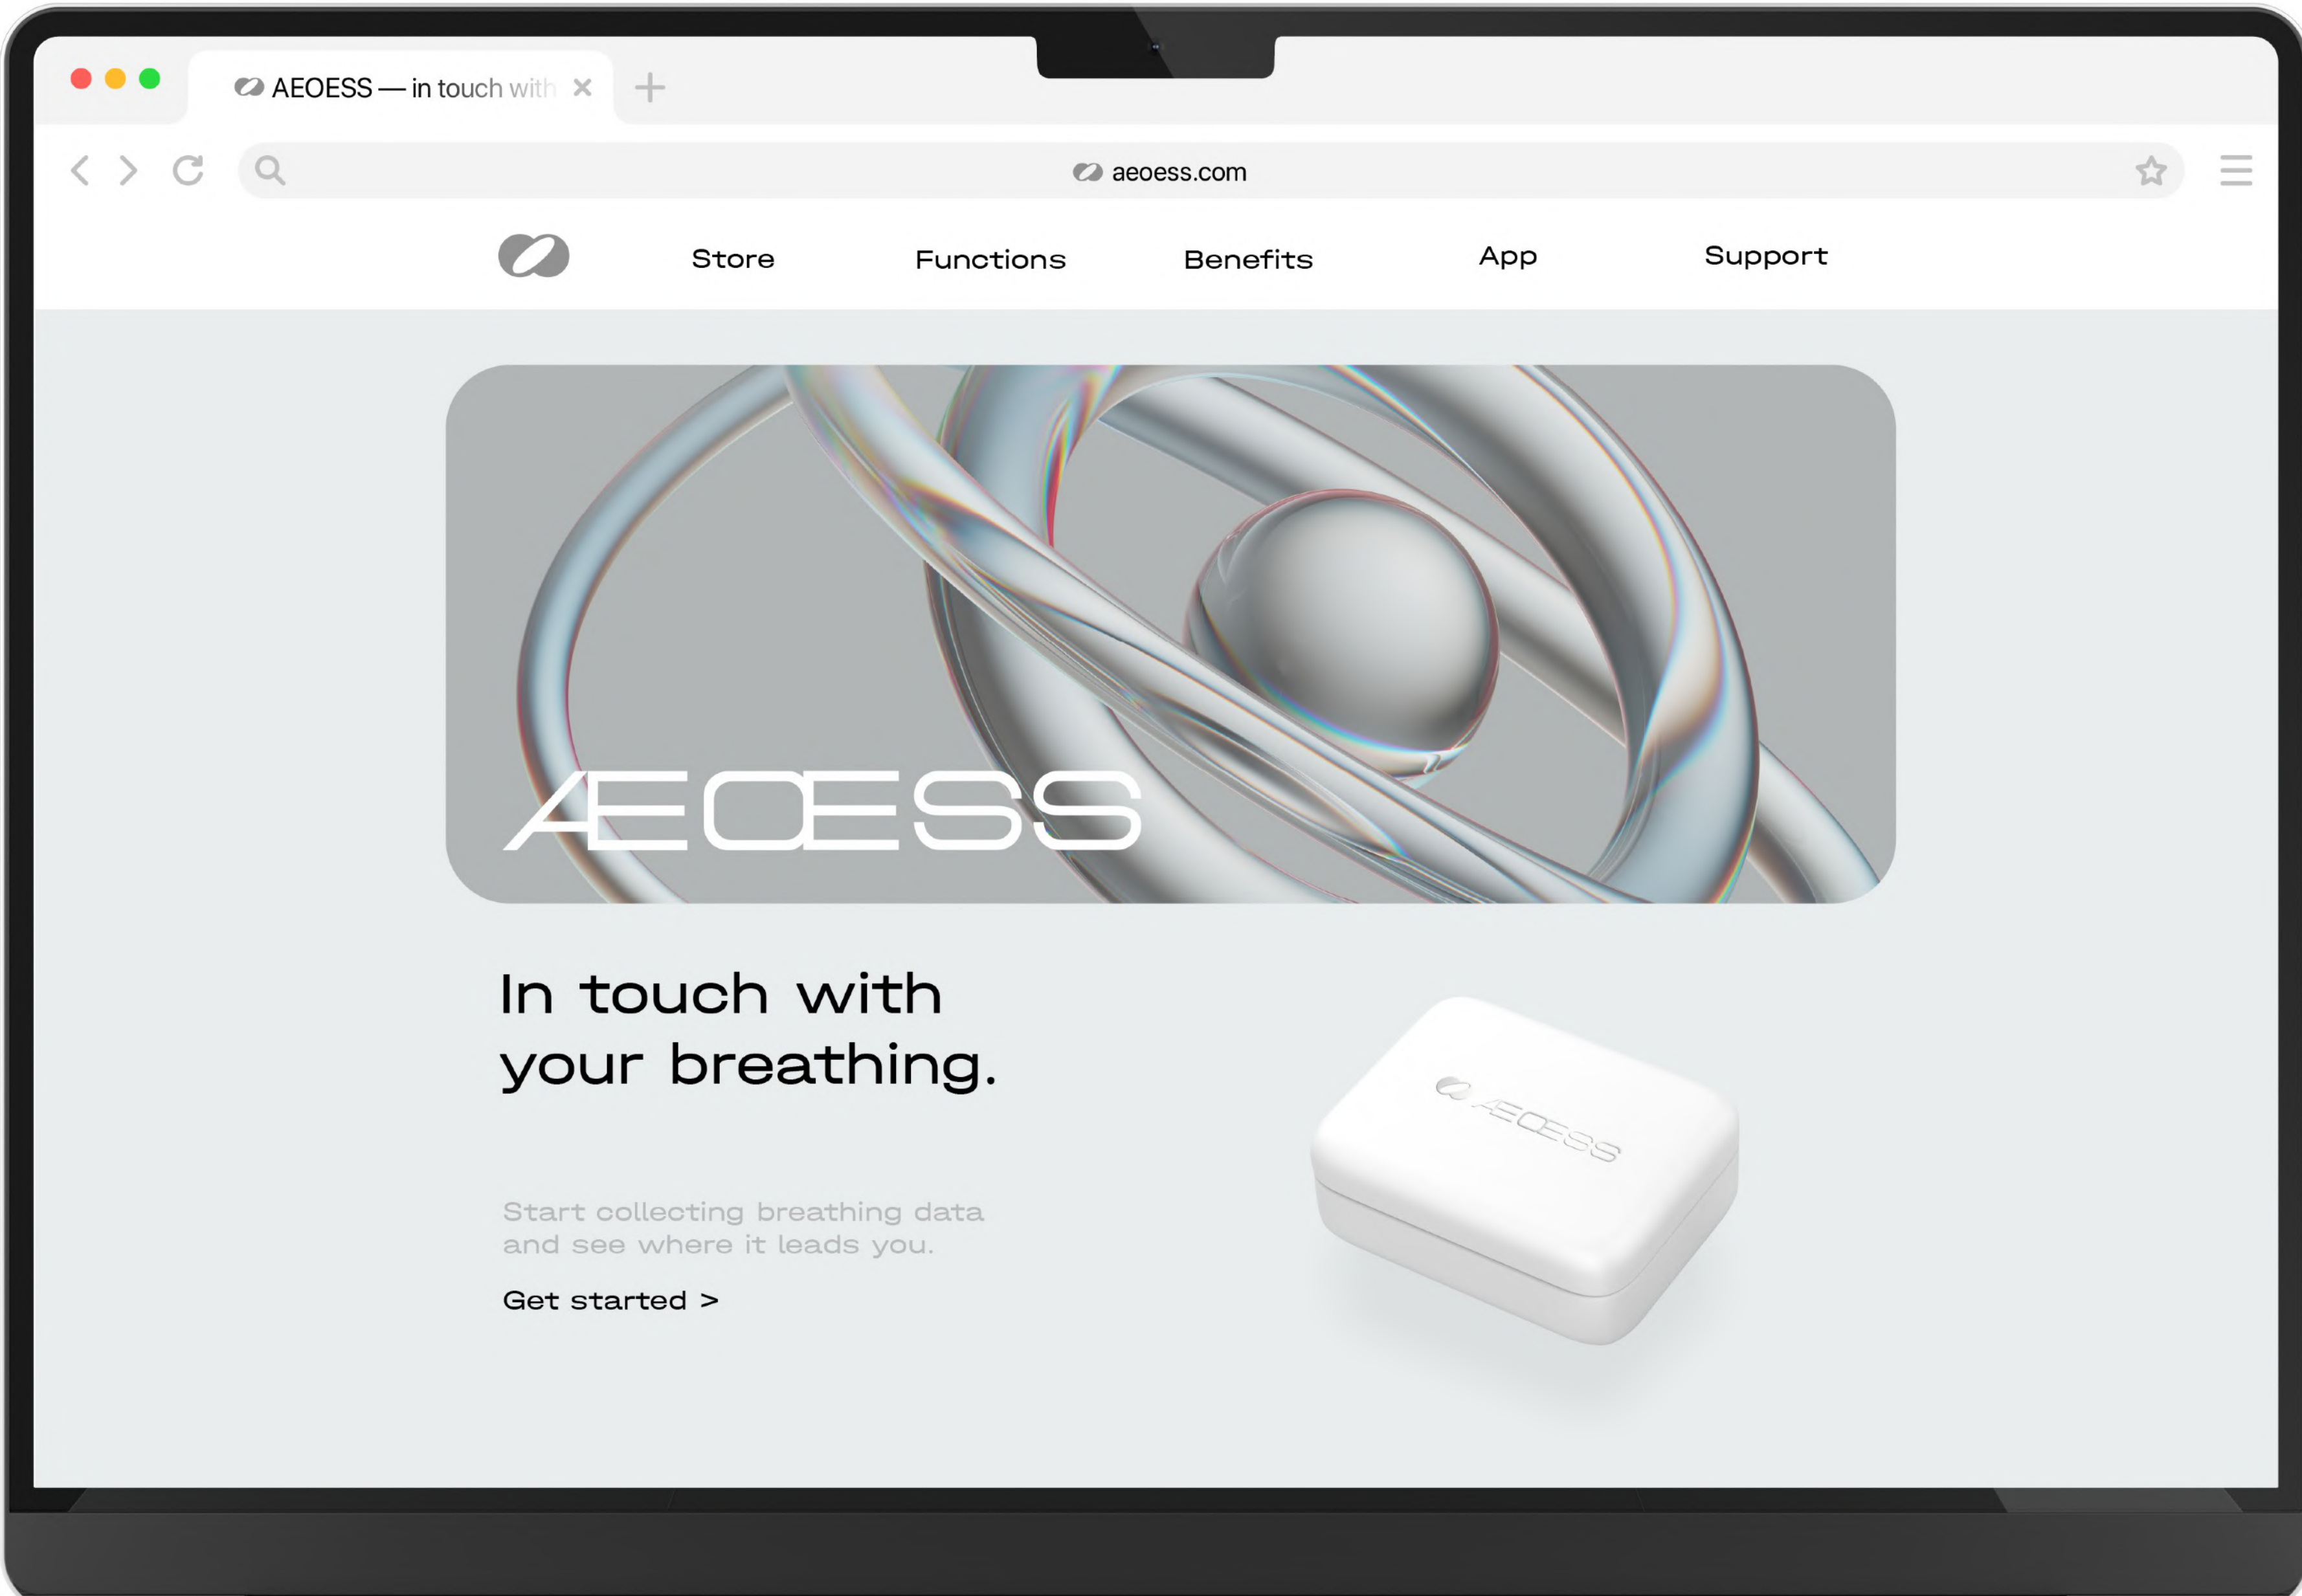 AEOESS — in touch with
aeoess.com
Store Functions Benefits App Support
ÆŒSS
In touch with
your breathing.
ÆŒSS
Start collecting breathing data
and see where it leads you.
Get started >